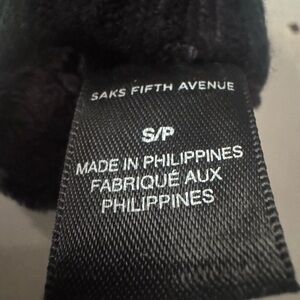 SAKS FIFTH AVENUE
S/P
MADE IN PHILIPPINES
FABRIQUÉ AUX
PHILIPPINES